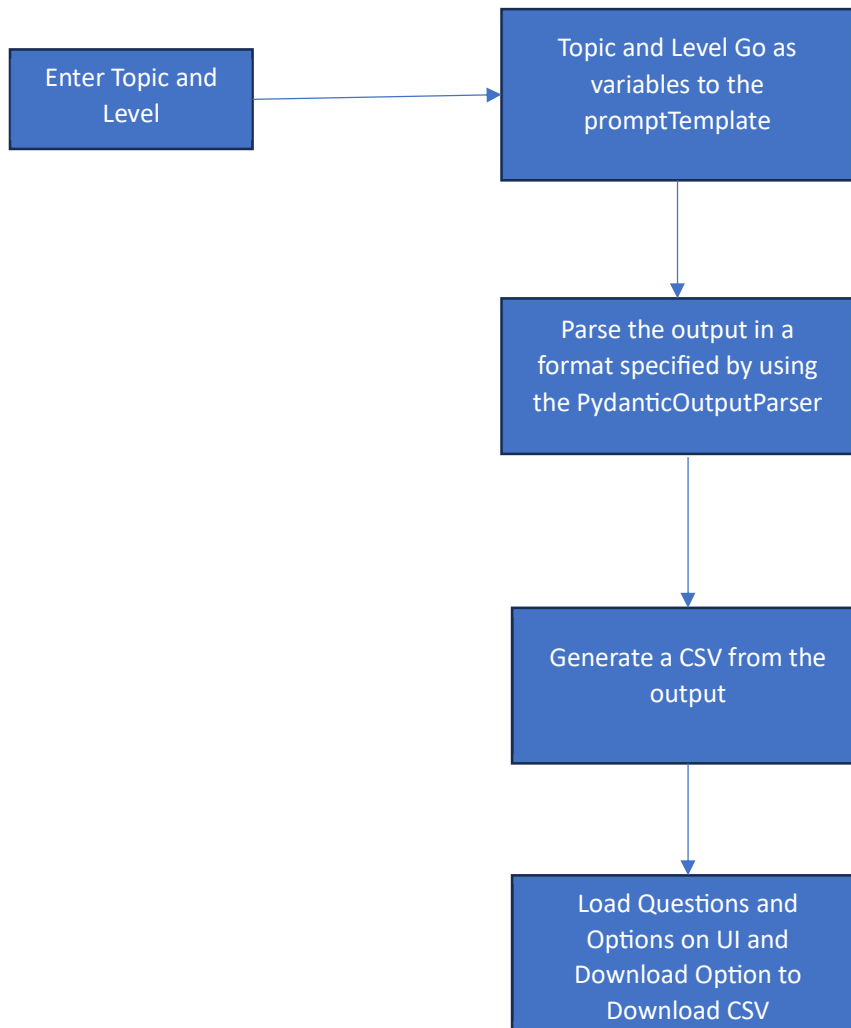 Enter Topic and
Level
Topic and Level Go as
variables to the
promptTemplate
Parse the output in a
format specified by using
the PydanticOutputParser
Generate a CSV from the
output
Load Questions and
Options on UI and
Download Option to
Download CSV